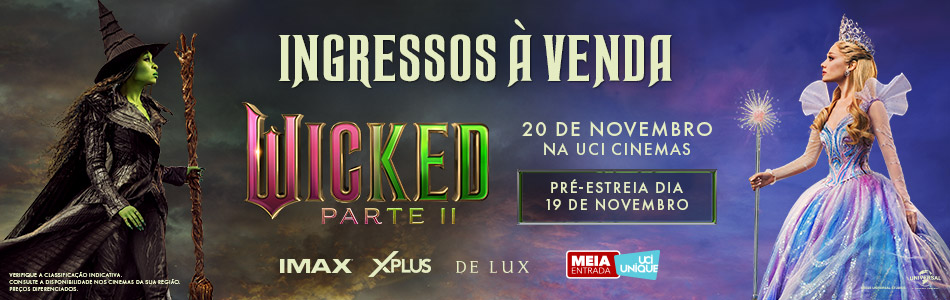 INGRESSOS À VENDA
WICKED
PARTE II
20 DE NOVEMBRO
NA UCI CINEMAS
PRÉ-ESTREIA DIA
19 DE NOVEMBRO
IMAX XPLUS DE LUX MEIA ENTRADA UCI UNIQUE
VERIFIQUE A CLASSIFICAÇÃO INDICATIVA.
CONSULTE A DISPONIBILIDADE NOS CINEMAS DA SUA REGIÃO.
PREÇOS DIFERENCIADOS.
UNIVERSAL